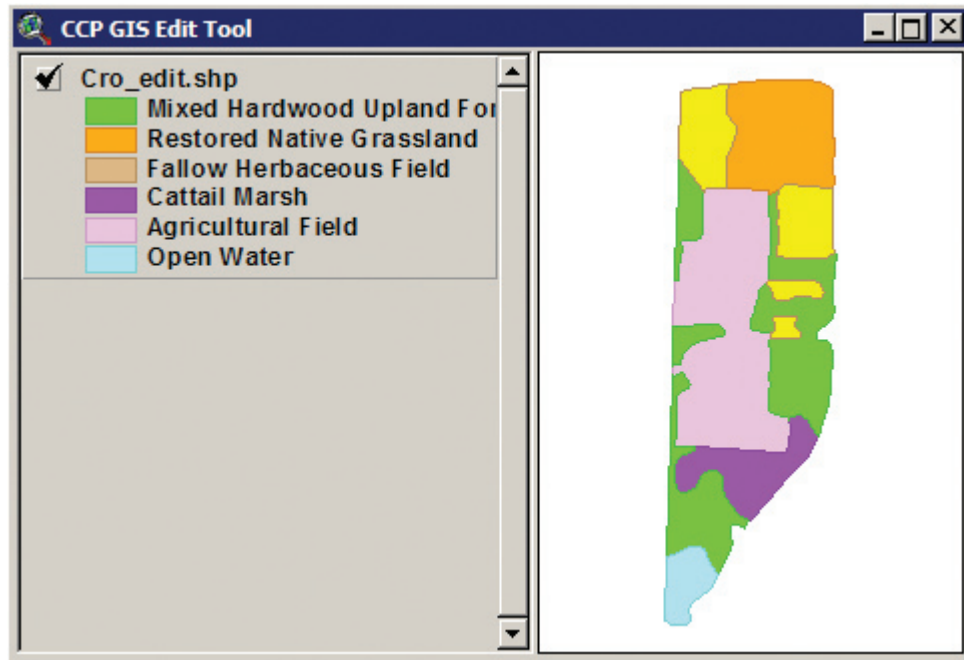 CCP GIS Edit Tool
Cro_edit.shp
Mixed Hardwood Upland For
Restored Native Grassland
Fallow Herbaceous Field
Cattail Marsh
Agricultural Field
Open Water